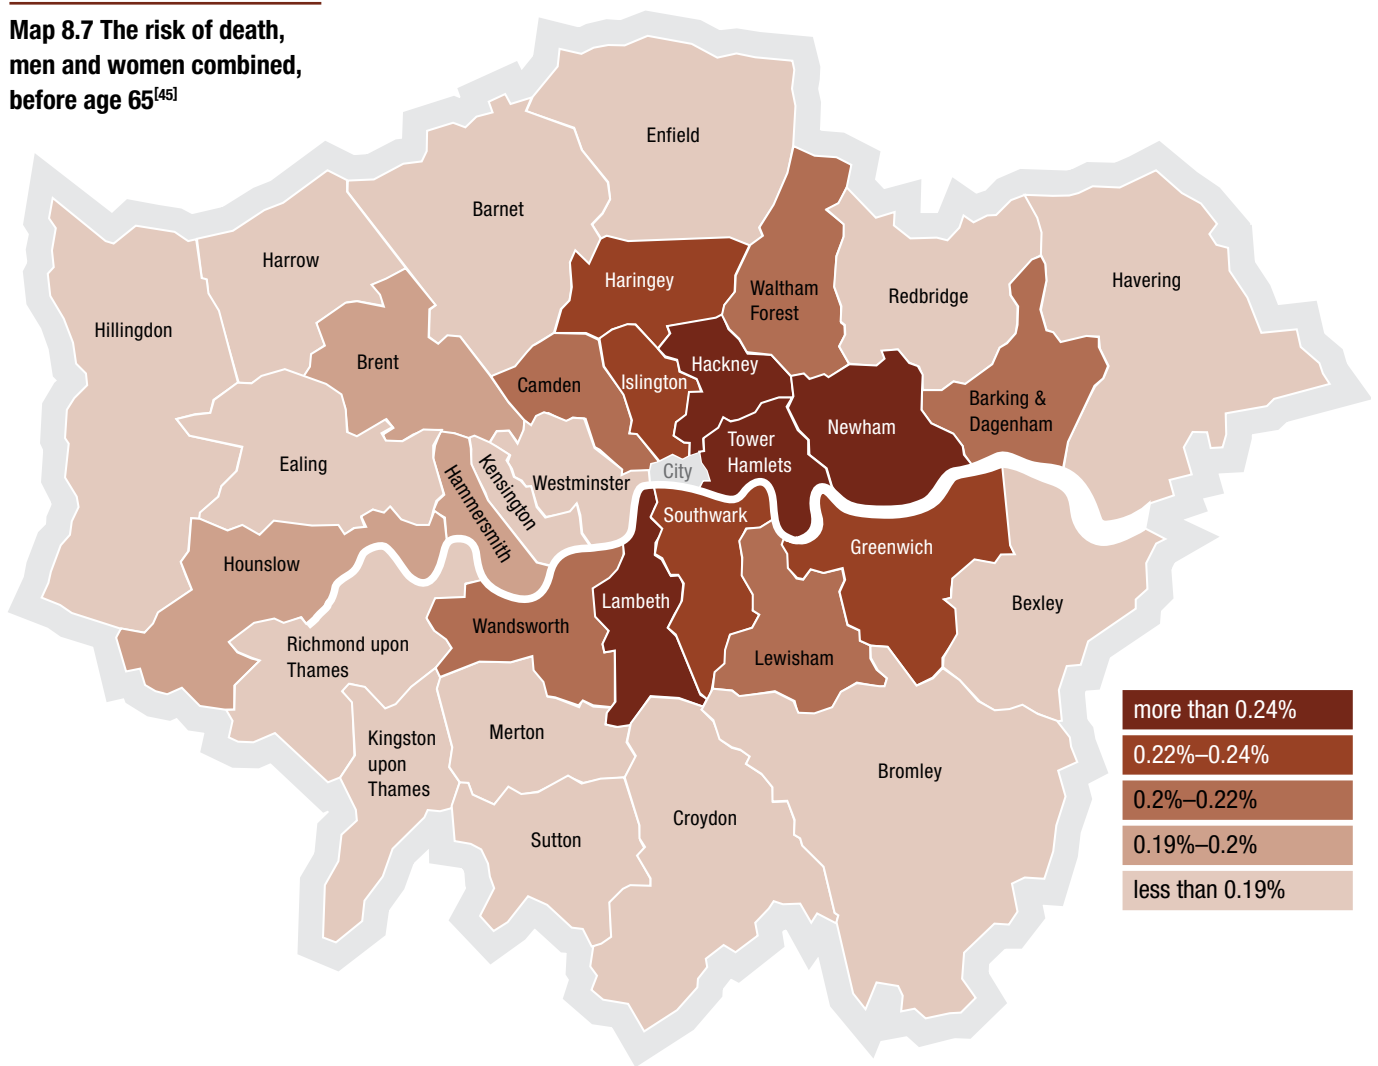 Map 8.7 The risk of death,
men and women combined,
before age 65[45]
Enfield
Barnet
Harrow
Haringey
Waltham
Forest
Redbridge
Havering
Hillingdon
Brent
Camden
Islington
Hackney
Barking &
Dagenham
Newham
Tower
Hamlets
Ealing
Hammersmith
Kensington
Westminster
City
Southwark
Greenwich
Hounslow
Lambeth
Bexley
Wandsworth
Richmond upon
Thames
Lewisham
Kingston
upon
Thames
Merton
Bromley
Sutton
Croydon
more than 0.24%
0.22%–0.24%
0.2%–0.22%
0.19%–0.2%
less than 0.19%